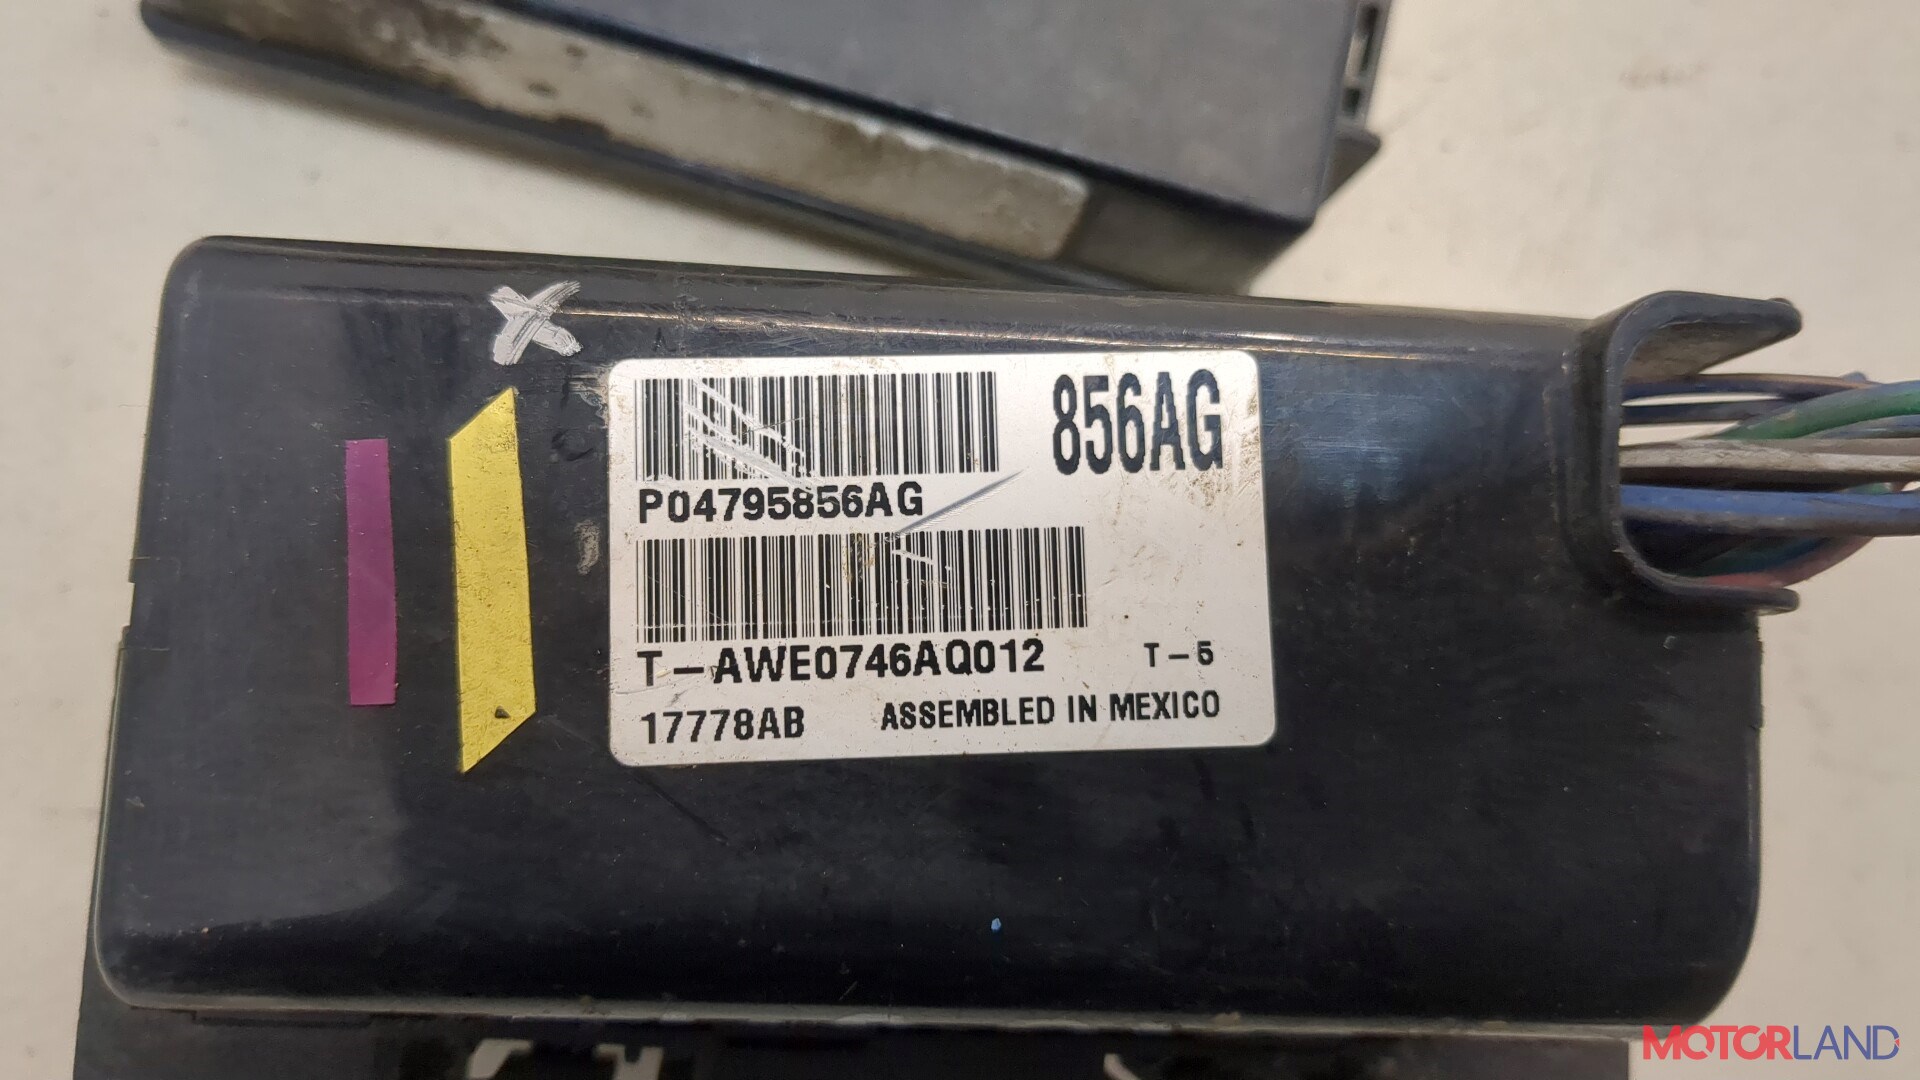 856AG
P04795856AG
T-AWE0746AQ012 T-5
17778AB ASSEMBLED IN MEXICO
MOTORLAND